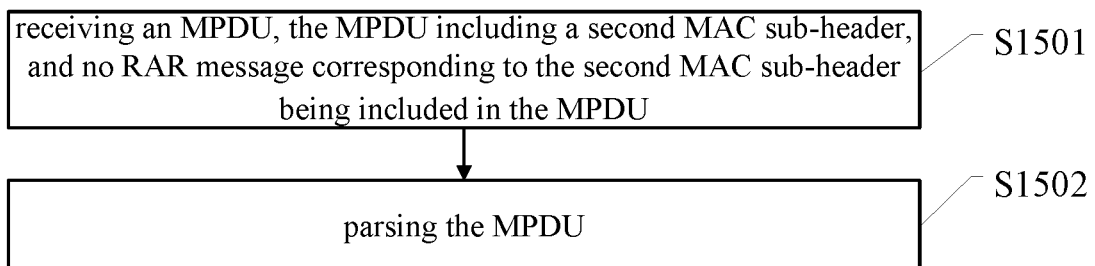 receiving an MPDU, the MPDU including a second MAC sub-header,
and no RAR message corresponding to the second MAC sub-header
being included in the MPDU
S1501
parsing the MPDU
S1502